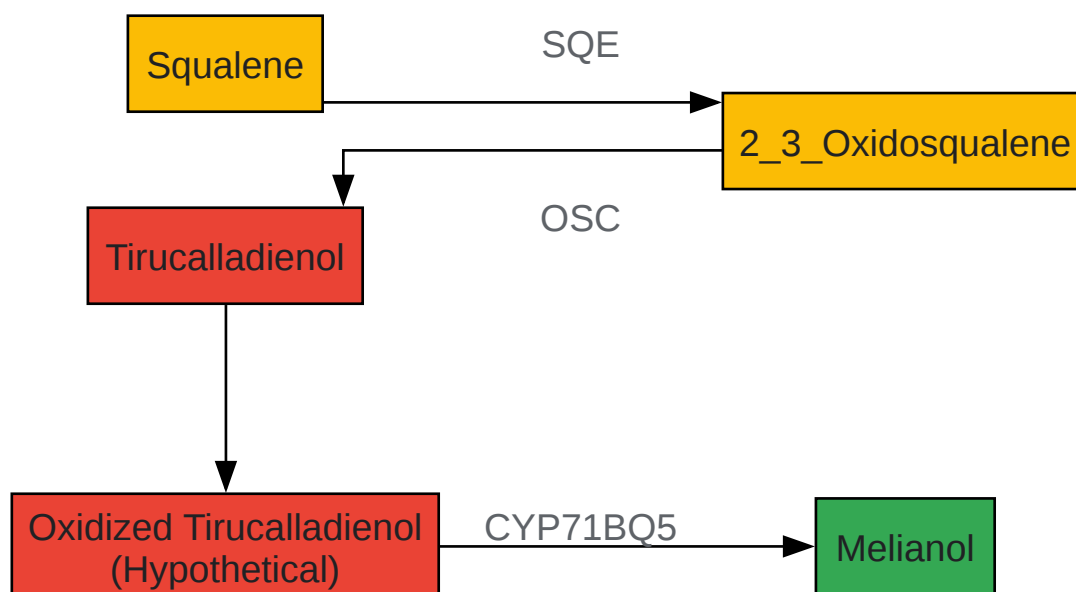 Squalene
SQE
2_3_Oxidosqualene
OSC
Tirucalladienol
Oxidized Tirucalladienol
(Hypothetical)
CYP71BQ5
Melianol